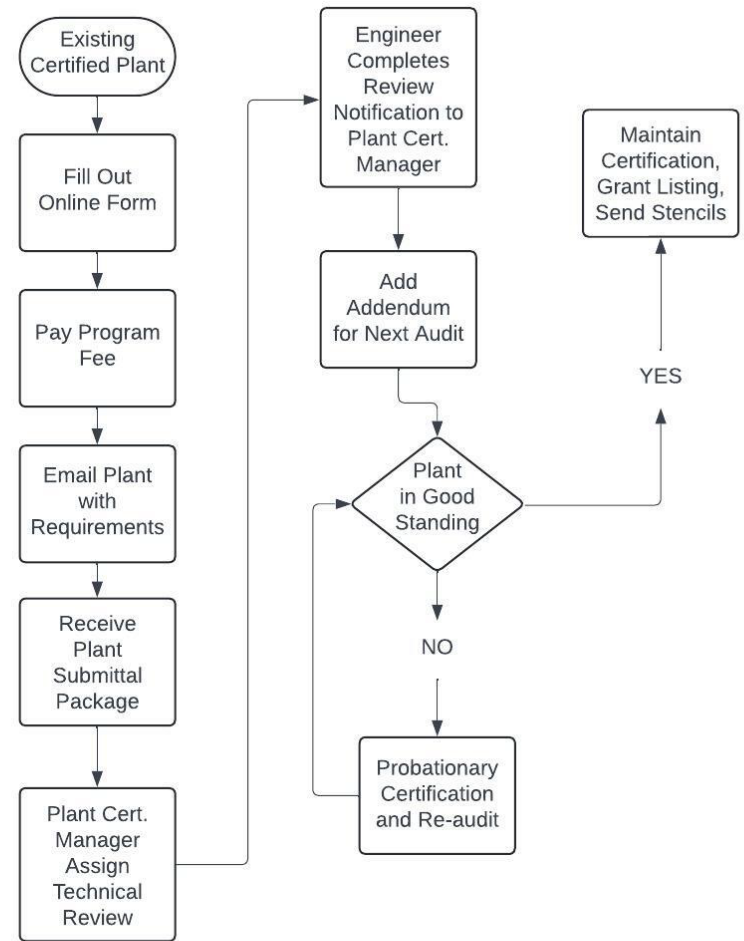 Existing
Certified Plant
Fill Out
Online Form
Pay Program
Fee
Email Plant
with
Requirements
Receive
Plant
Submittal
Package
Plant Cert.
Manager
Assign
Technical
Review
Engineer
Completes
Review
Notification to
Plant Cert.
Manager
Add
Addendum
for Next Audit
Plant
in Good
Standing
NO
Probationary
Certification
and Re-audit
YES
Maintain
Certification,
Grant Listing,
Send Stencils